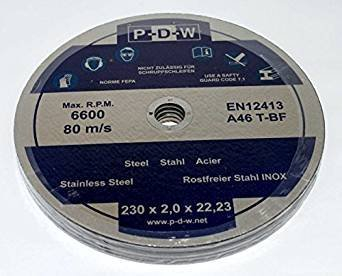 P-D-W
NICHT ZULÄSSIG FÜR
SCHRUPPSCHLEIFEN
NORME FEPA
USE A SAFTY
GUARD CODE 7.1
Max. R.P.M.
6600
80 m/s
EN12413
A46 T-BF
Steel Stahl Acier
Stainless Steel Rostfreier Stahl INOX
230 x 2,0 x 22,23
www.p-d-w.net